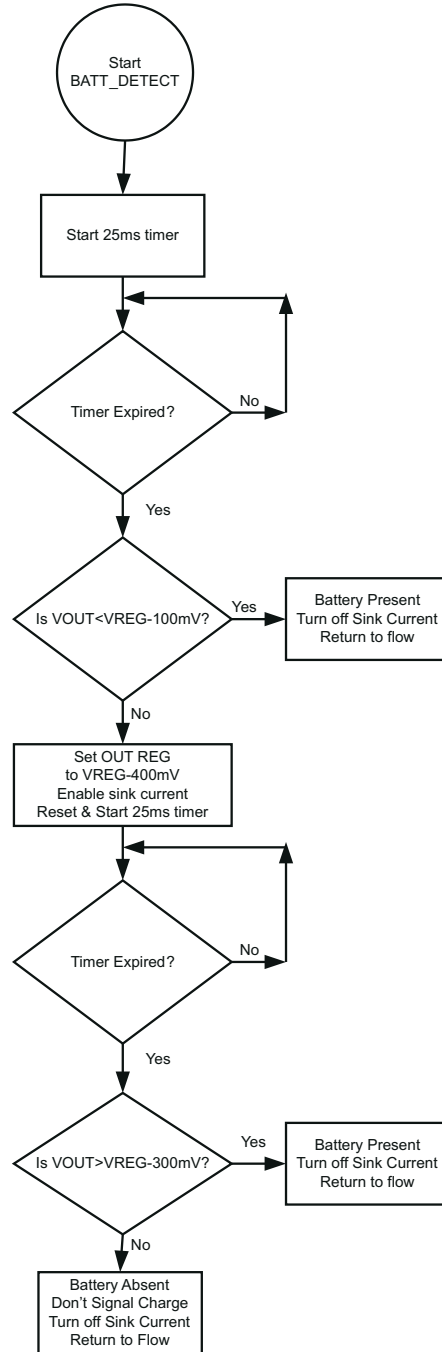 Start
BATT_DETECT
Start 25ms timer
Timer Expired?
No
Yes
Is VOUT<VREG-100mV?
Yes
Battery Present
Turn off Sink Current
Return to flow
No
Set OUT REG
to VREG-400mV
Enable sink current
Reset & Start 25ms timer
Timer Expired?
No
Yes
Is VOUT>VREG-300mV?
Yes
Battery Present
Turn off Sink Current
Return to flow
No
Battery Absent
Don’t Signal Charge
Turn off Sink Current
Return to Flow